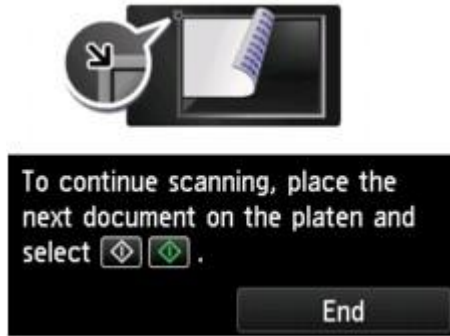 To continue scanning, place the
next document on the platen and
select .
End